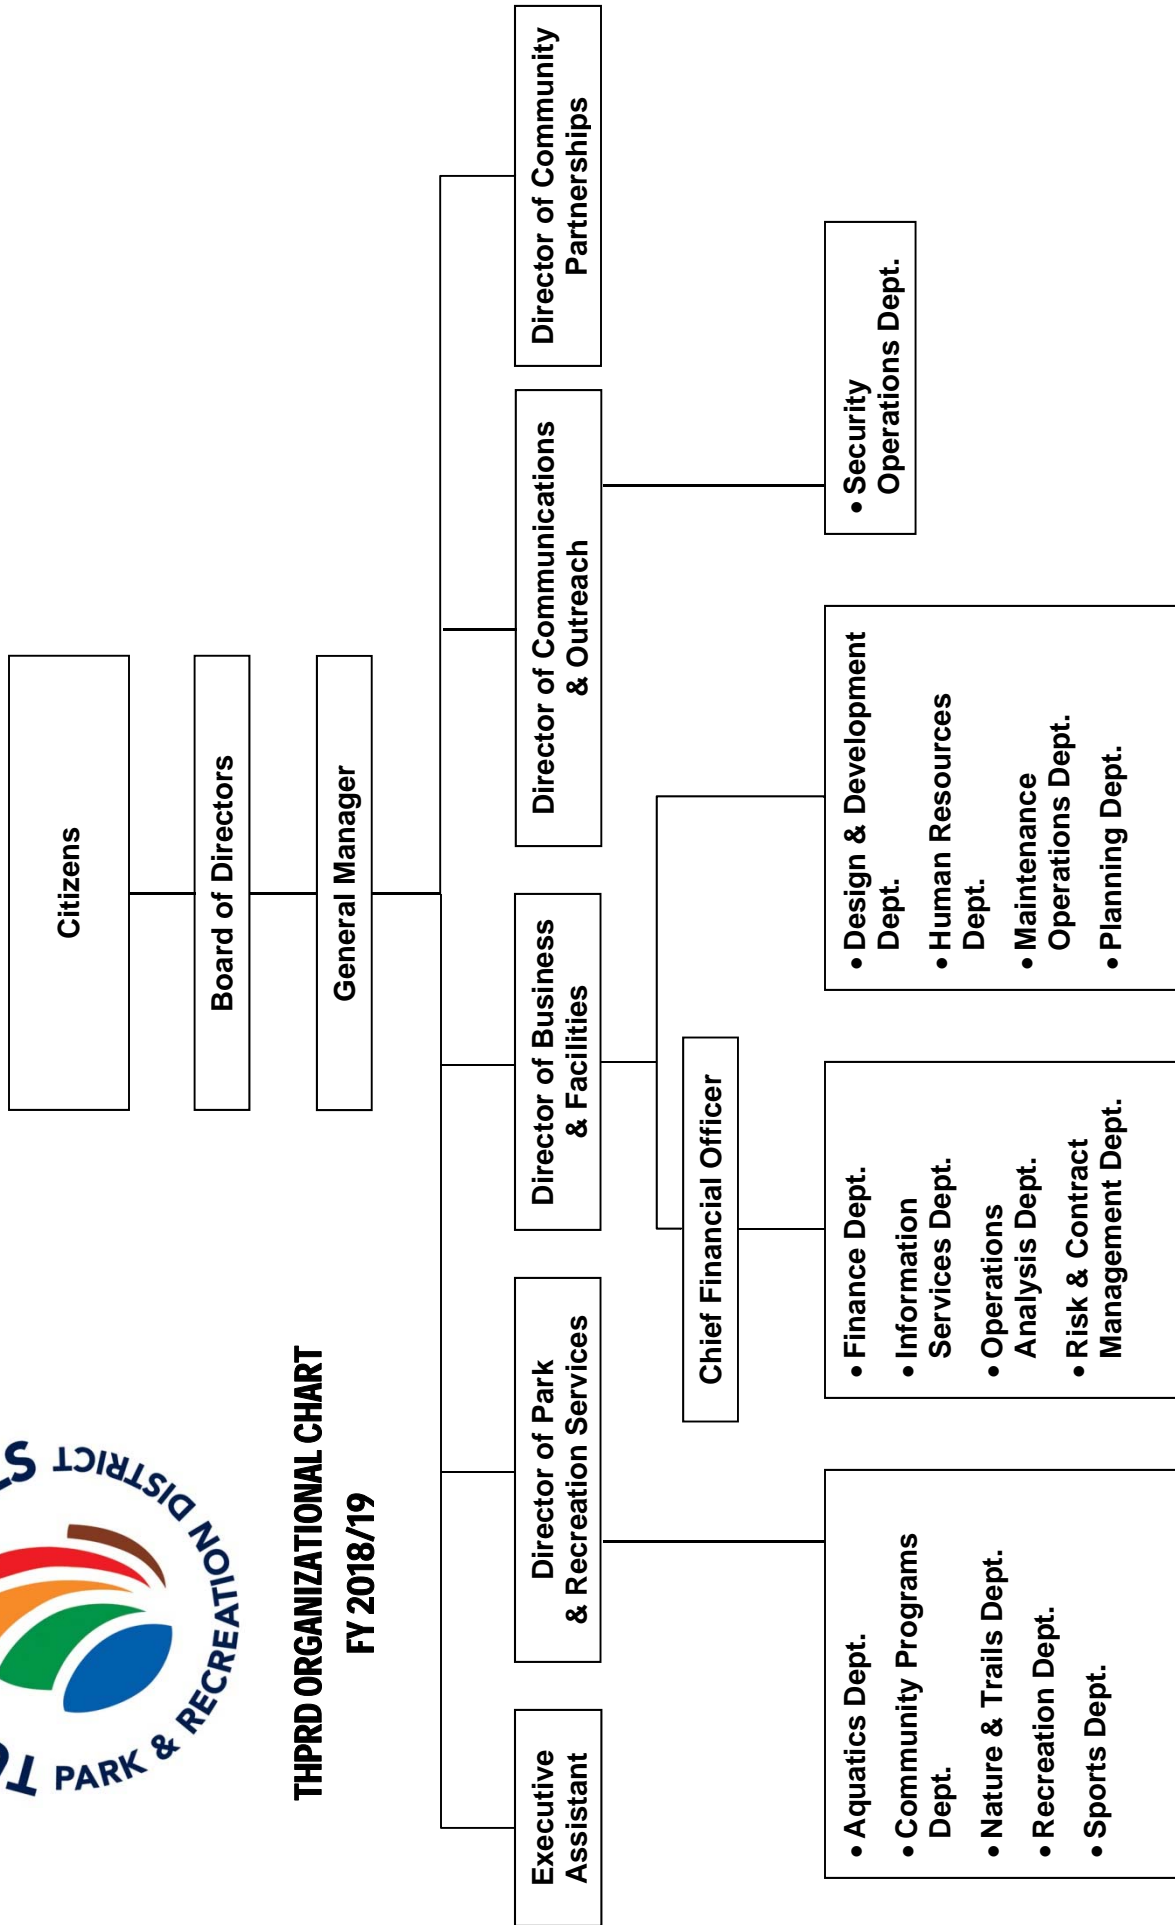 PARK & RECREATION DISTRICT
THPRD ORGANIZATIONAL CHART
FY 2018/19
Citizens
Board of Directors
General Manager
Executive
Assistant
Director of Park
& Recreation Services
Director of Business
& Facilities
Director of Communications
& Outreach
Director of Community
Partnerships
Chief Financial Officer
• Aquatics Dept.
• Community Programs
Dept.
• Nature & Trails Dept.
• Recreation Dept.
• Sports Dept.
• Finance Dept.
• Information
Services Dept.
• Operations
Analysis Dept.
• Risk & Contract
Management Dept.
• Design & Development
Dept.
• Human Resources
Dept.
• Maintenance
Operations Dept.
• Planning Dept.
• Security
Operations Dept.